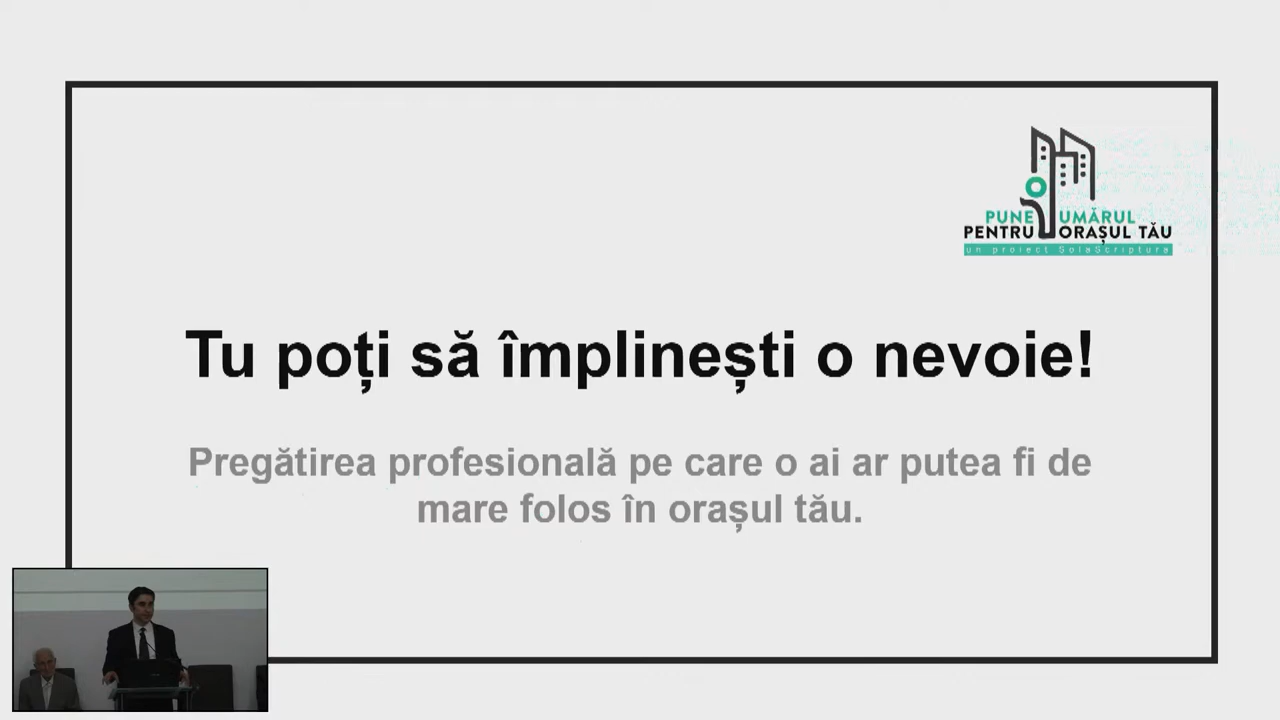 PUNE UMĂRUL
PENTRU ORAȘUL TĂU
un proiect SolaScriptura
Tu poți să împlinești o nevoie!
Pregătirea profesională pe care o ai ar putea fi de
mare folos în orașul tău.